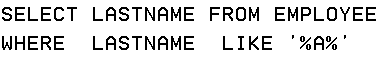 SELECT LASTNAME FROM EMPLOYEE
WHERE  LASTNAME  LIKE '%A%'